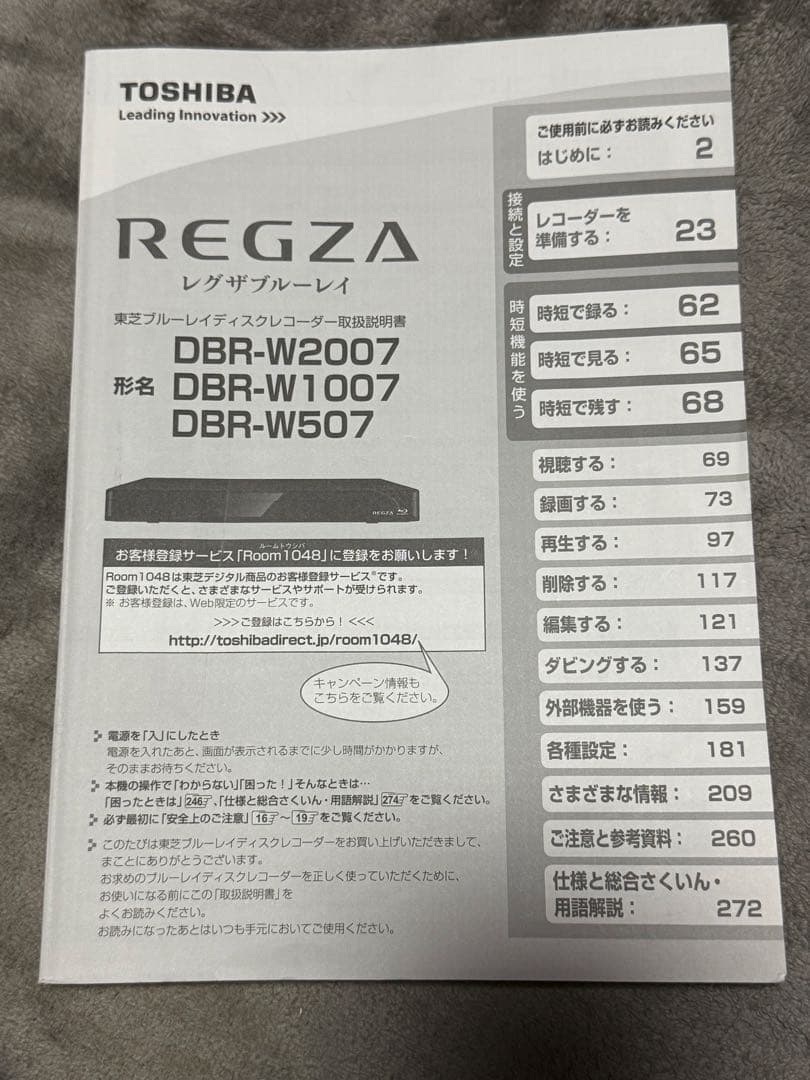 TOSHIBA
Leading Innovation >>>
REGZA
レグザブルーレイ
東芝ブルーレイディスクレコーダー取扱説明書
形名
DBR-W2007
DBR-W1007
DBR-W507
REGZA
ルームトウシバ
お客様登録サービス「Room1048」に登録をお願いします！
Room1048は東芝デジタル商品のお客様登録サービス※です。
ご登録いただくと、さまざまなサービスやサポートが受けられます。
※ お客様登録は、Web限定のサービスです。
>>>ご登録はこちらから！<<<
http://toshibadirect.jp/room1048/
キャンペーン情報も
こちらをご覧ください。
電源を「入」にしたとき
電源を入れたあと、画面が表示されるまでに少し時間がかかりますが、
そのままお待ちください。
本機の操作で「わからない」「困った！」そんなときは…
「困ったときは」246、「仕様と総合さくいん・用語解説」274をご覧ください。
必ず最初に「安全上のご注意」16～19をご覧ください。
このたびは東芝ブルーレイディスクレコーダーをお買い上げいただきまして、
まことにありがとうございます。
お求めのブルーレイディスクレコーダーを正しく使っていただくために、
お使いになる前にこの「取扱説明書」を
よくお読みください。
お読みになったあとはいつも手元においてご使用ください。
ご使用前に必ずお読みください
はじめに： 2
接続と設定
レコーダーを
準備する： 23
時短機能を使う
時短で録る： 62
時短で見る： 65
時短で残す： 68
視聴する： 69
録画する： 73
再生する： 97
削除する： 117
編集する： 121
ダビングする： 137
外部機器を使う： 159
各種設定： 181
さまざまな情報： 209
ご注意と参考資料： 260
仕様と総合さくいん・
用語解説： 272